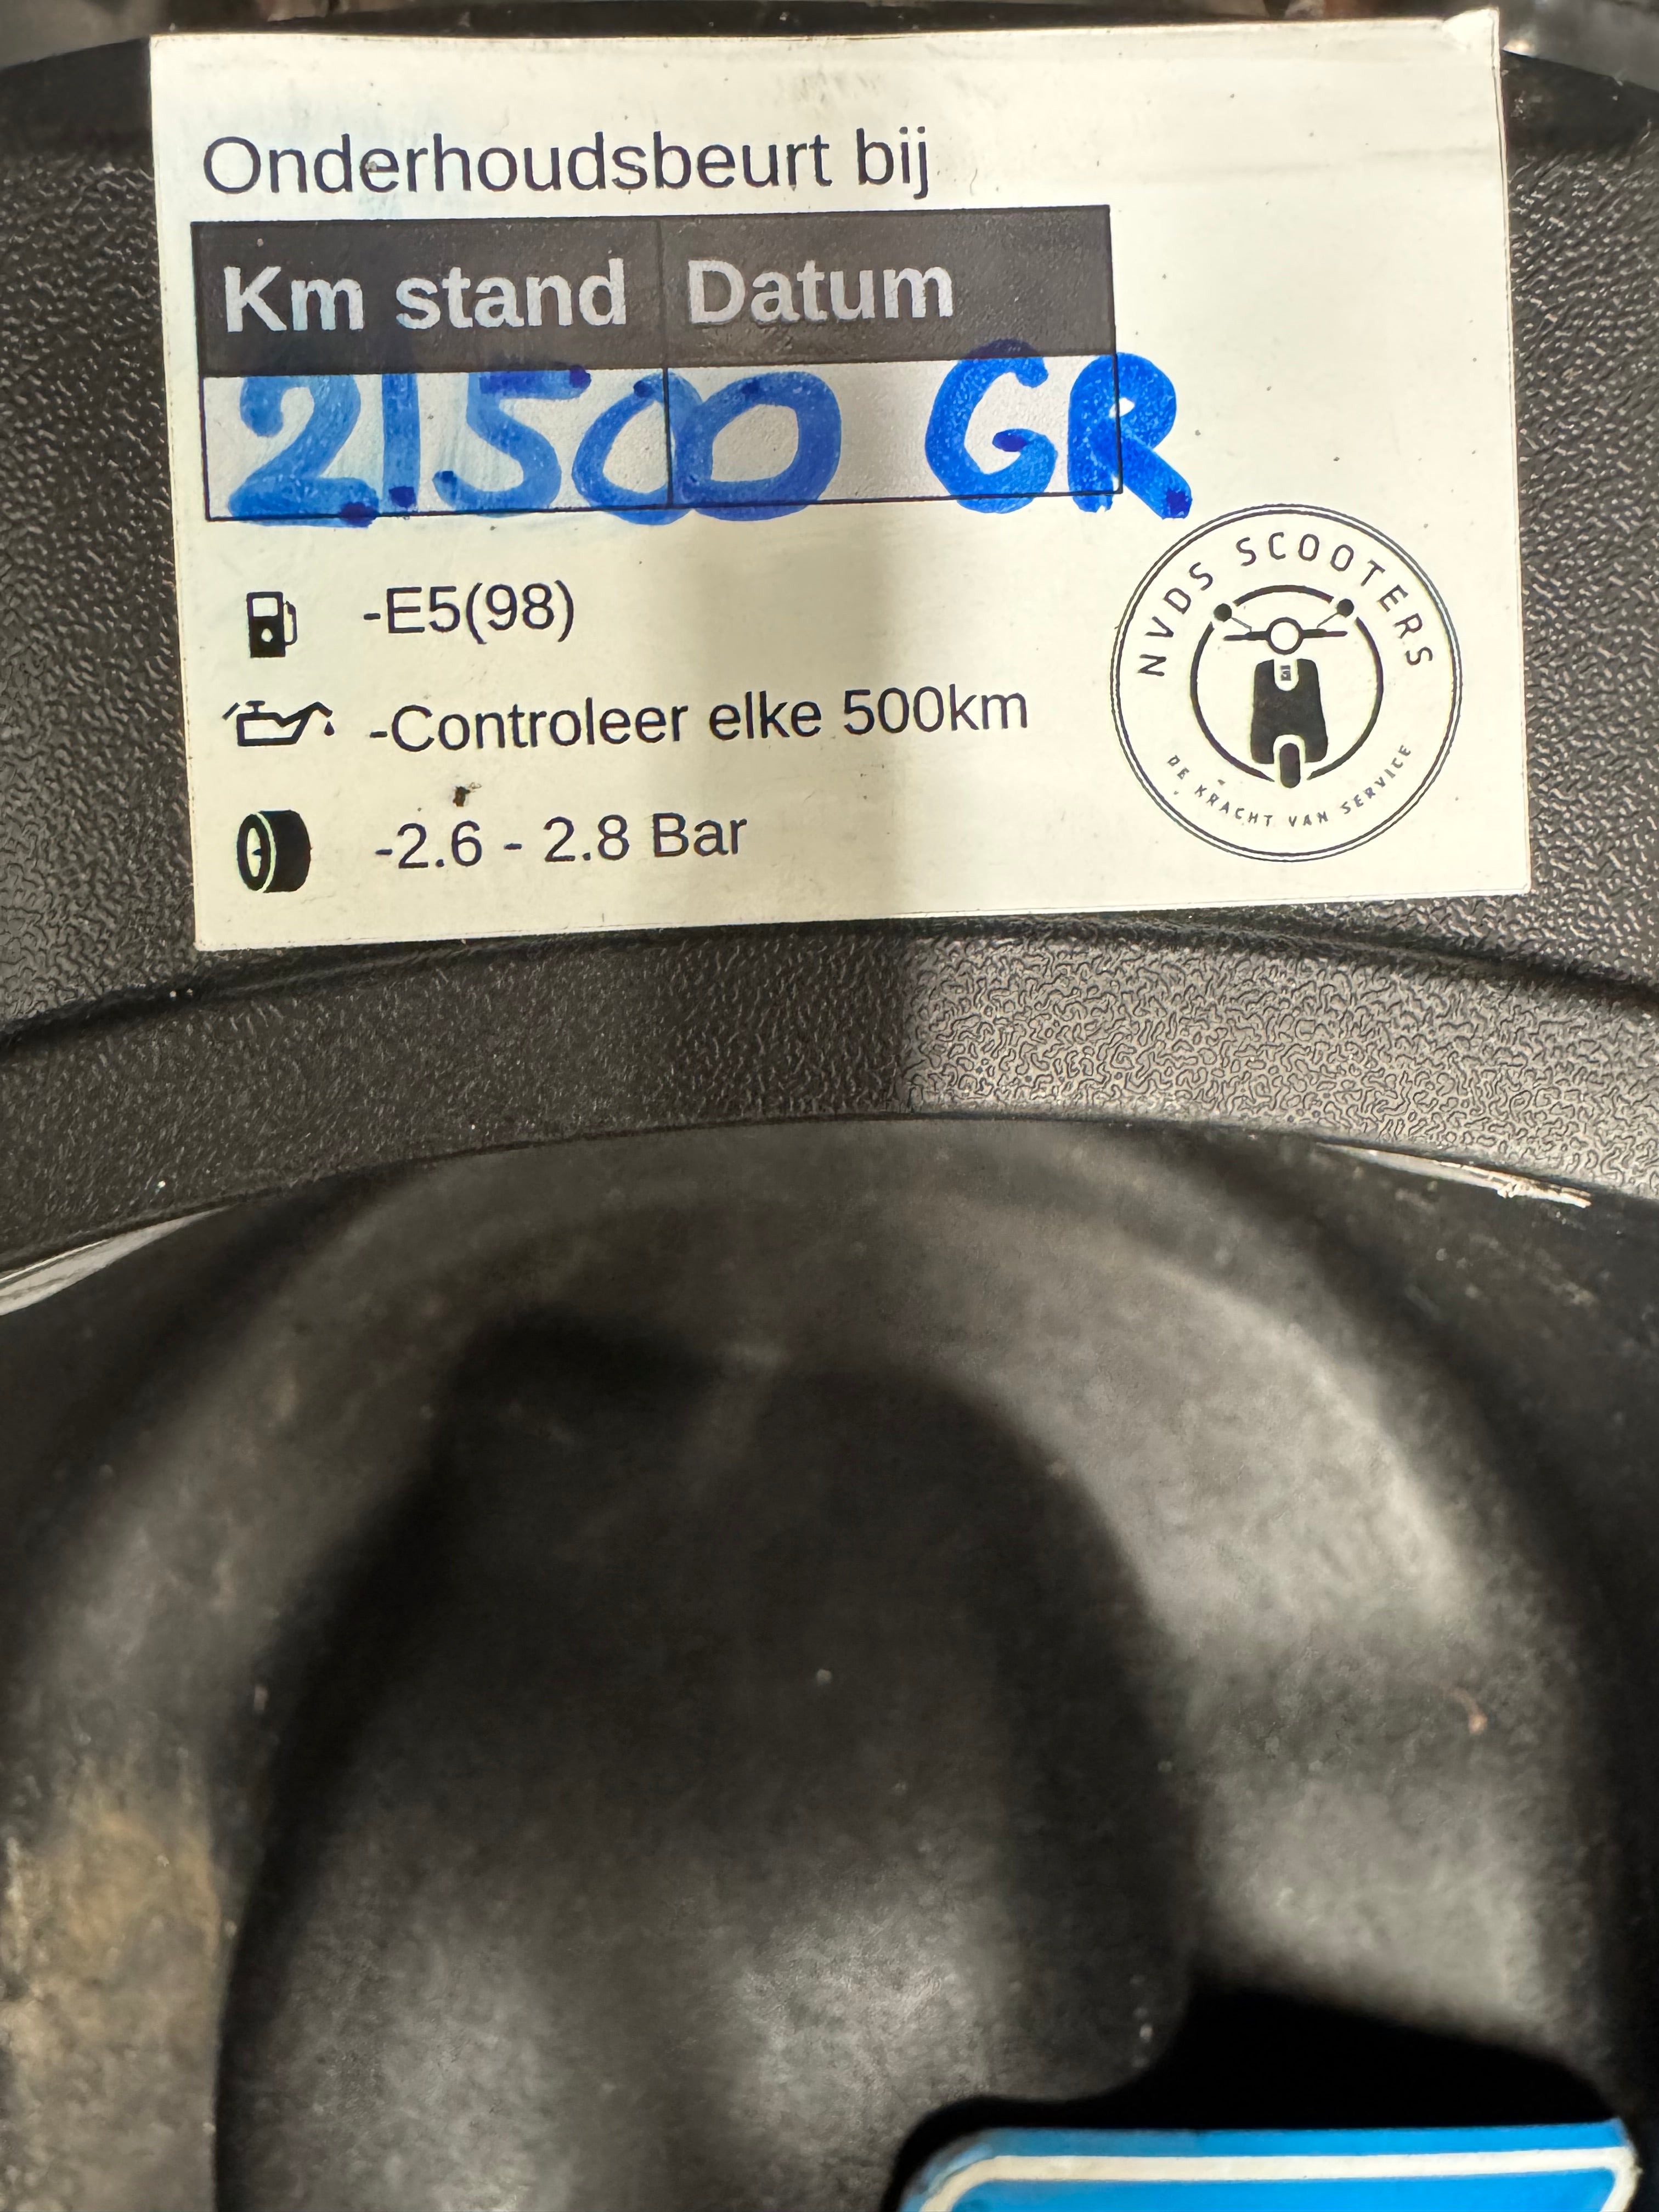 Onderhoudsbeurt bij
Km stand Datum
21500 GR
-E5(98)
-Controleer elke 500km
-2.6 - 2.8 Bar
NVDS SCOOTERS
DE KRACHT VAN SERVICE